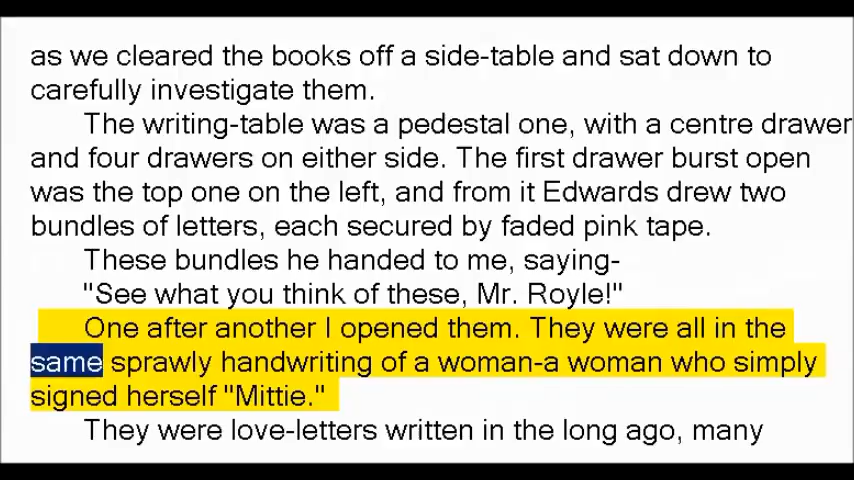 as we cleared the books off a side-table and sat down to
carefully investigate them.
The writing-table was a pedestal one, with a centre drawer
and four drawers on either side. The first drawer burst open
was the top one on the left, and from it Edwards drew two
bundles of letters, each secured by faded pink tape.
These bundles he handed to me, saying-
"See what you think of these, Mr. Royle!"
One after another I opened them. They were all in the
same sprawly handwriting of a woman-a woman who simply
signed herself "Mittie."
They were love-letters written in the long ago, many